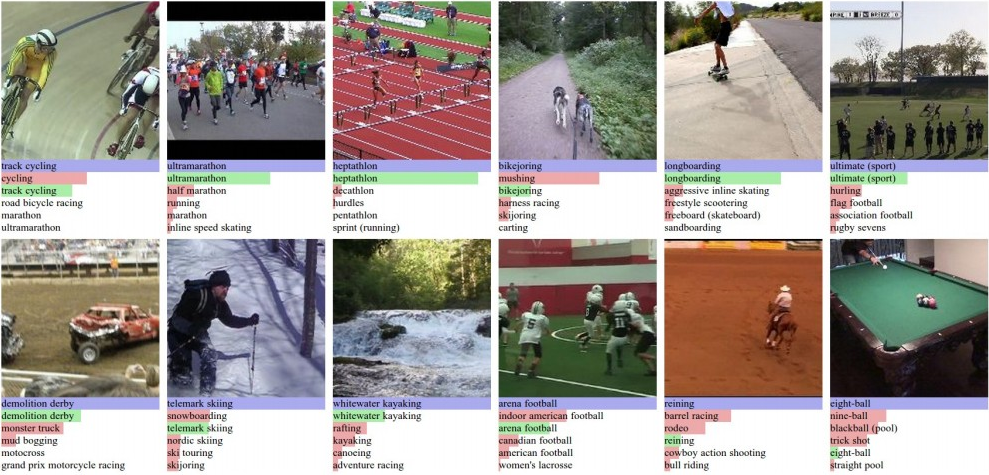 track cycling
cycling
track cycling
road bicycle racing
marathon
ultramarathon
ultramarathon
ultramarathon
half marathon
running
marathon
inline speed skating
heptathlon
heptathlon
decathlon
hurdles
pentathlon
sprint (running)
bikejoring
mushing
bikejoring
harness racing
skijoring
carting
longboarding
longboarding
aggressive inline skating
freestyle scootering
freeboard (skateboard)
sandboarding
ultimate (sport)
ultimate (sport)
hurling
flag football
association football
rugby sevens
demolition derby
demolition derby
monster truck
mud bogging
motocross
grand prix motorcycle racing
telemark skiing
snowboarding
telemark skiing
nordic skiing
ski touring
skijoring
whitewater kayaking
whitewater kayaking
rafting
kayaking
canoeing
adventure racing
arena football
indoor american football
arena football
canadian football
american football
women's lacrosse
reining
barrel racing
rodeo
reining
cowboy action shooting
bull riding
eight-ball
nine-ball
blackball (pool)
trick shot
eight-ball
straight pool